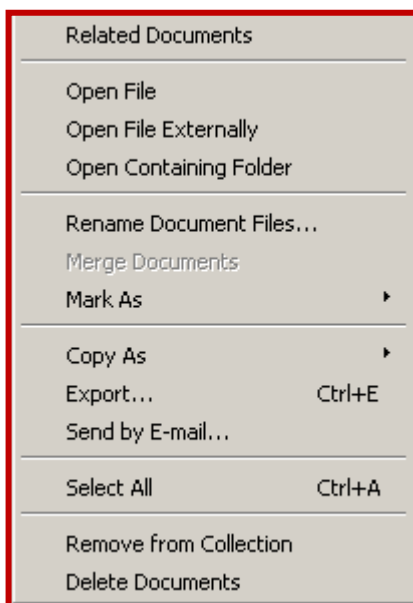 Related Documents
Open File
Open File Externally
Open Containing Folder
Rename Document Files...
Merge Documents
Mark As
Copy As
Export... Ctrl+E
Send by E-mail...
Select All Ctrl+A
Remove from Collection
Delete Documents